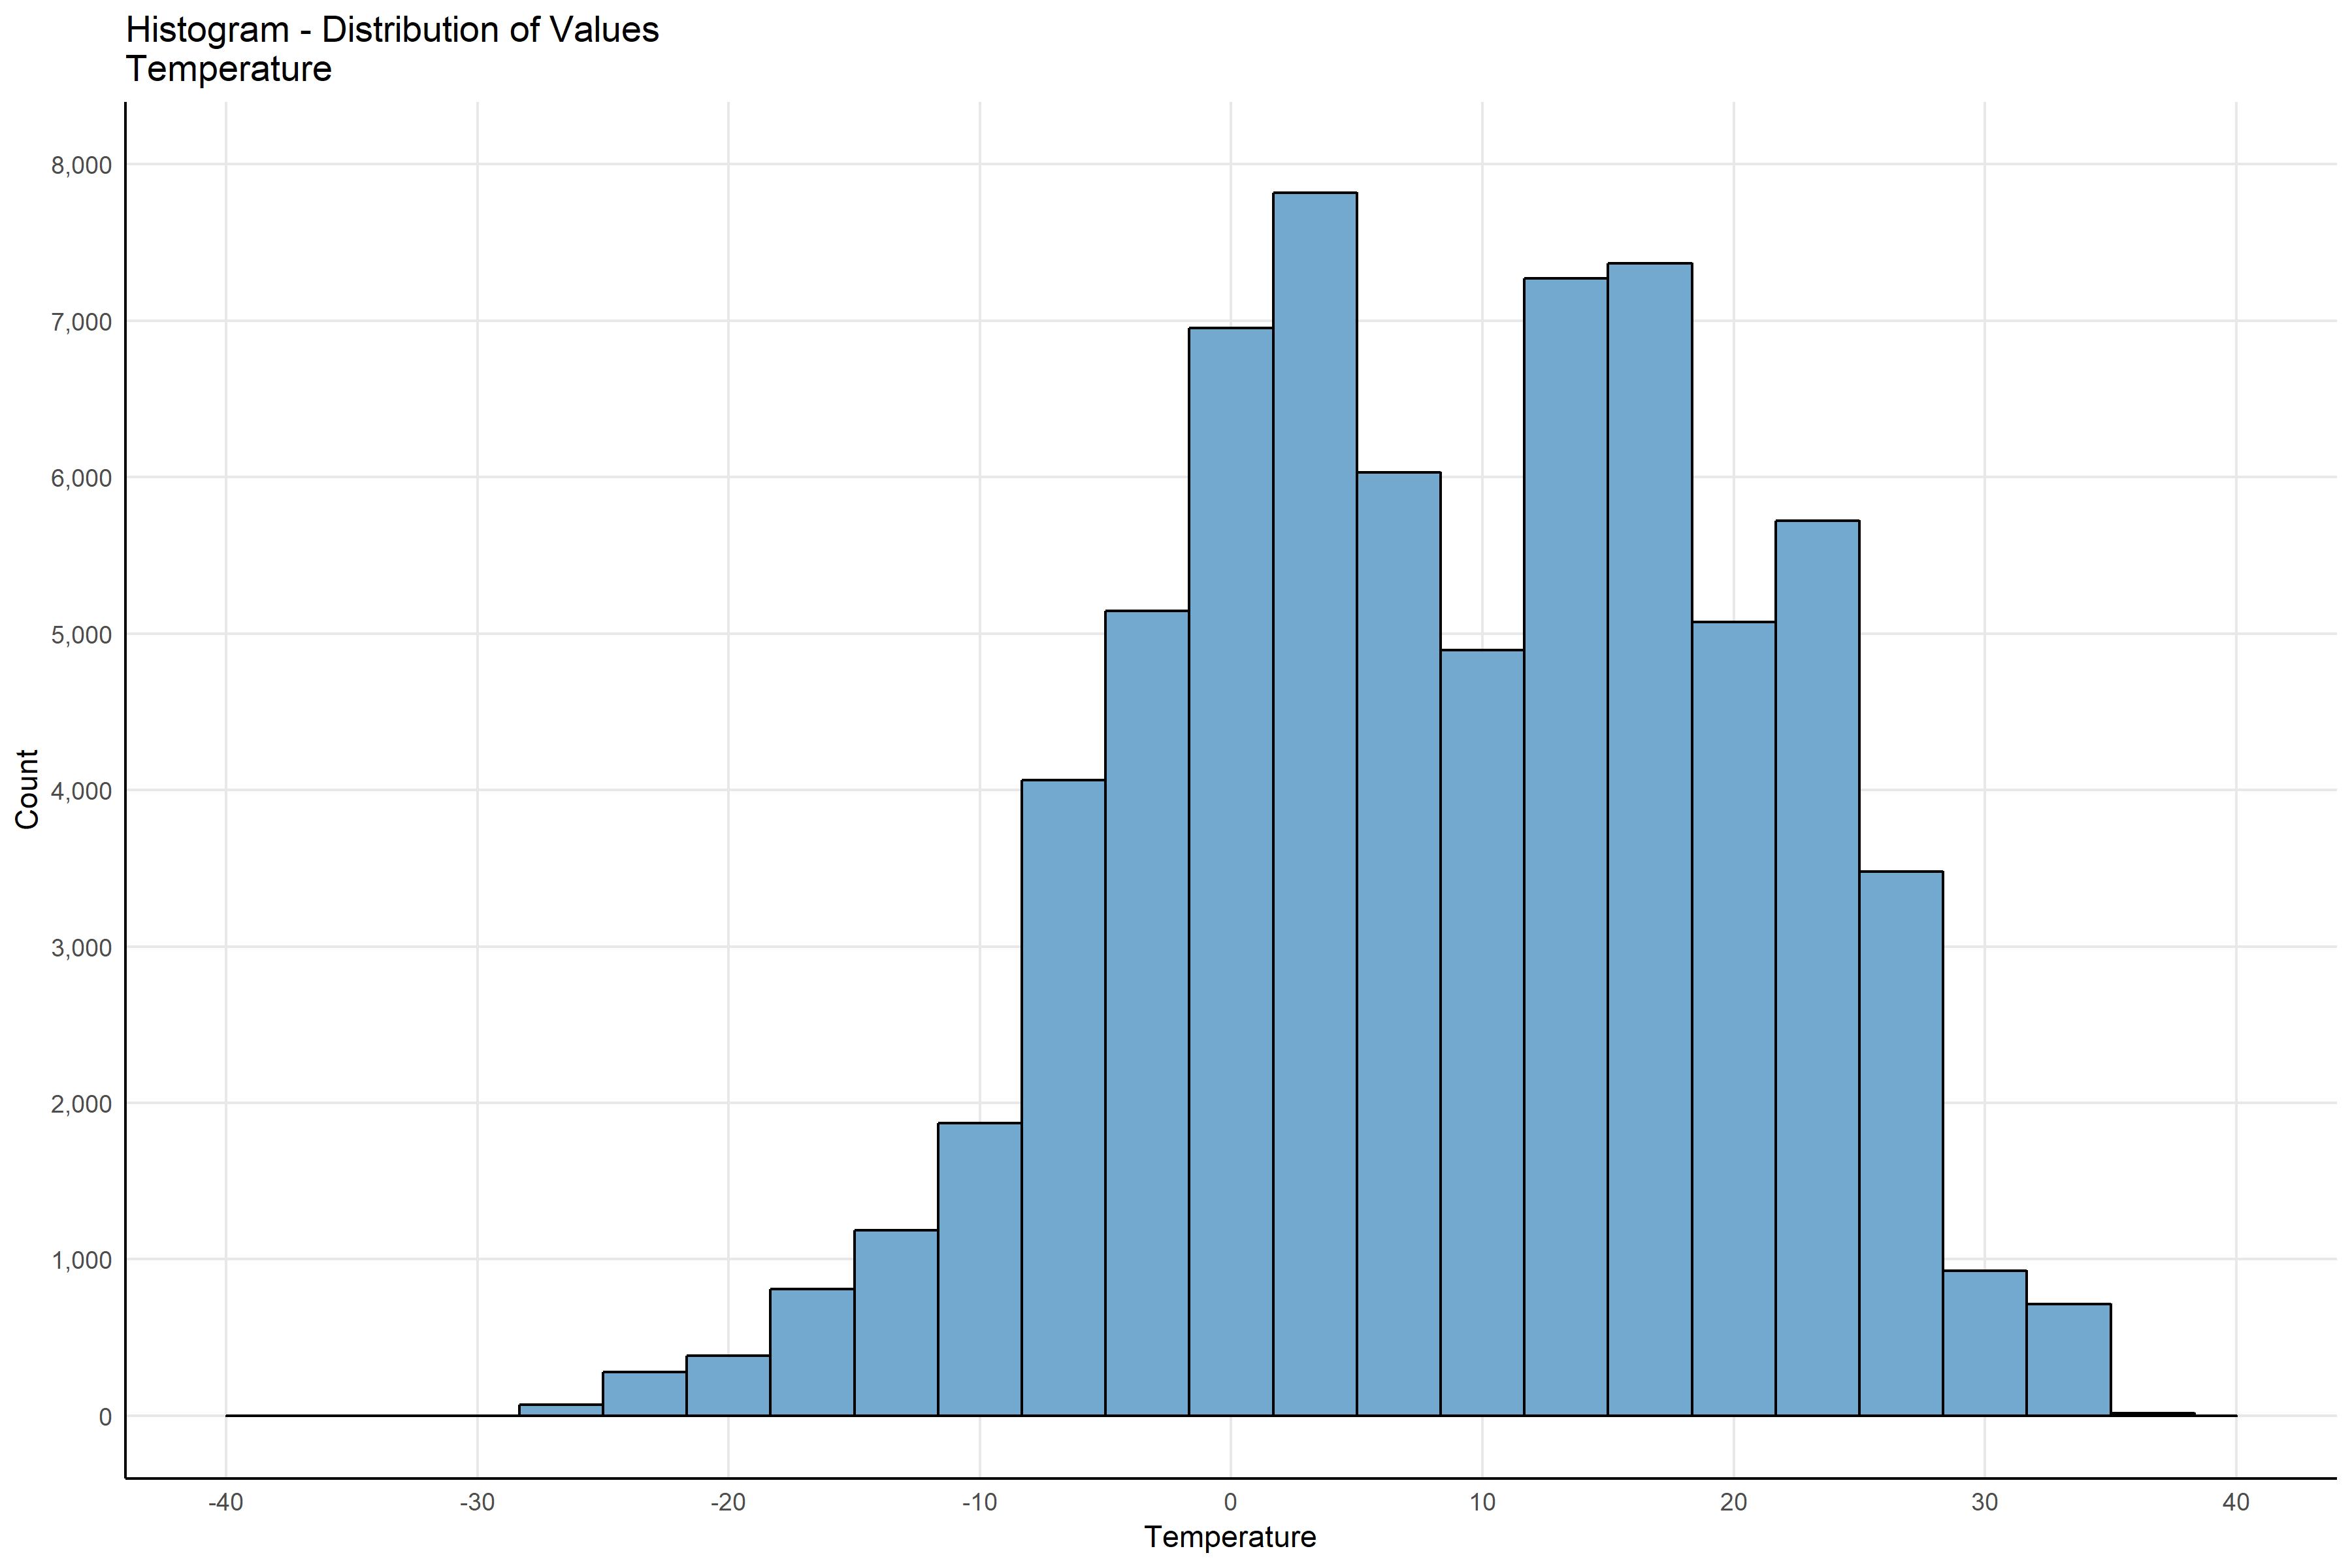 Histogram - Distribution of Values
Temperature
8,000
7,000
6,000
5,000
4,000
3,000
2,000
1,000
0
Count
-40 -30 -20 -10 0 10 20 30 40
Temperature